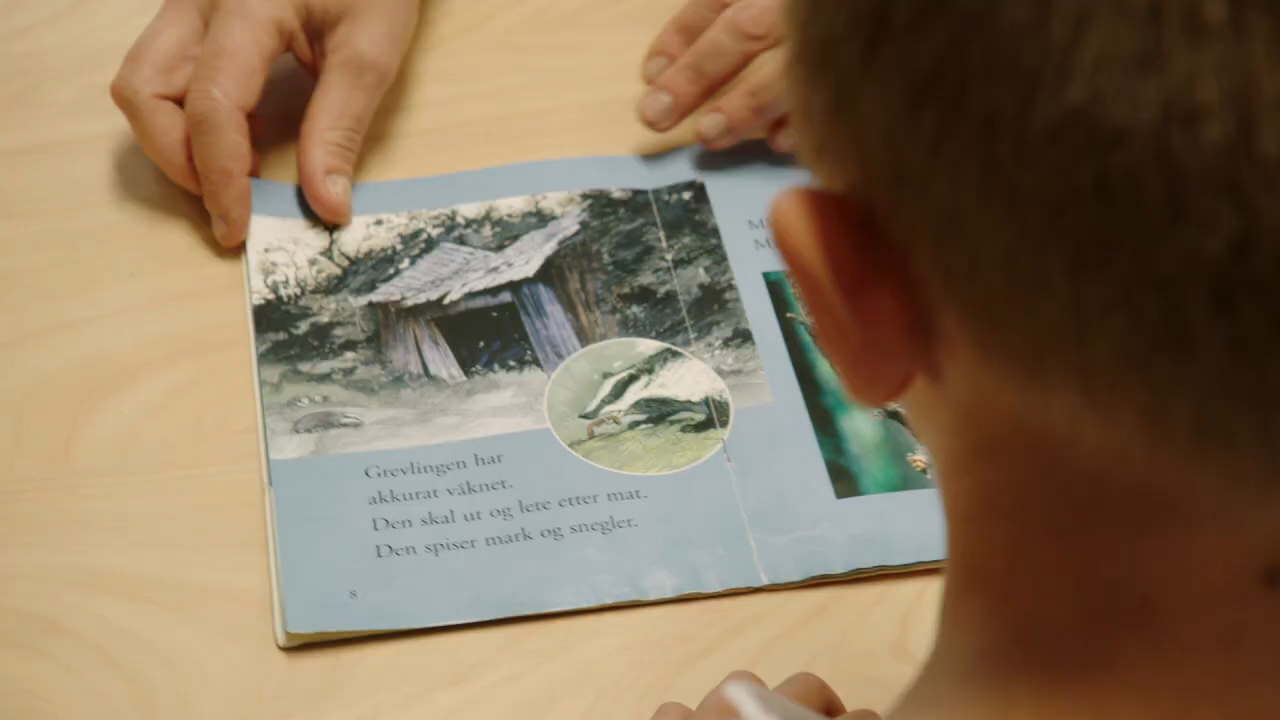 Grevlingen har
akkurat våknet.
Den skal ut og lete etter mat.
Den spiser mark og snegler.
8